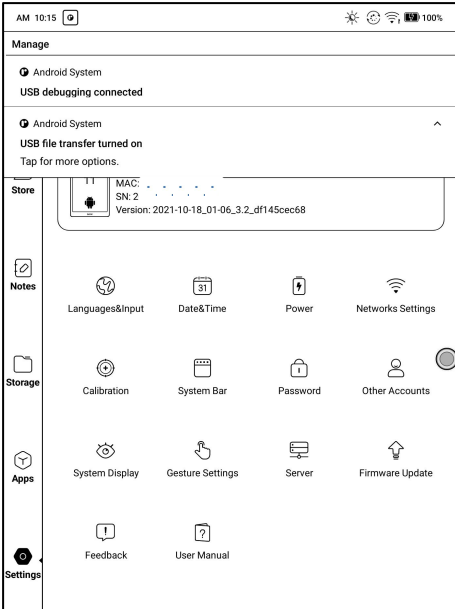 AM 10:15
100%
Manage
Android System
USB debugging connected
Android System
USB file transfer turned on
Tap for more options.
Store
MAC:
SN: 2
Version: 2021-10-18_01-06_3.2_df145cec68
Notes
Languages&Input
31
Date&Time
Power
Networks Settings
Storage
Calibration
System Bar
Password
Other Accounts
Apps
System Display
Gesture Settings
Server
Firmware Update
Feedback
User Manual
Settings